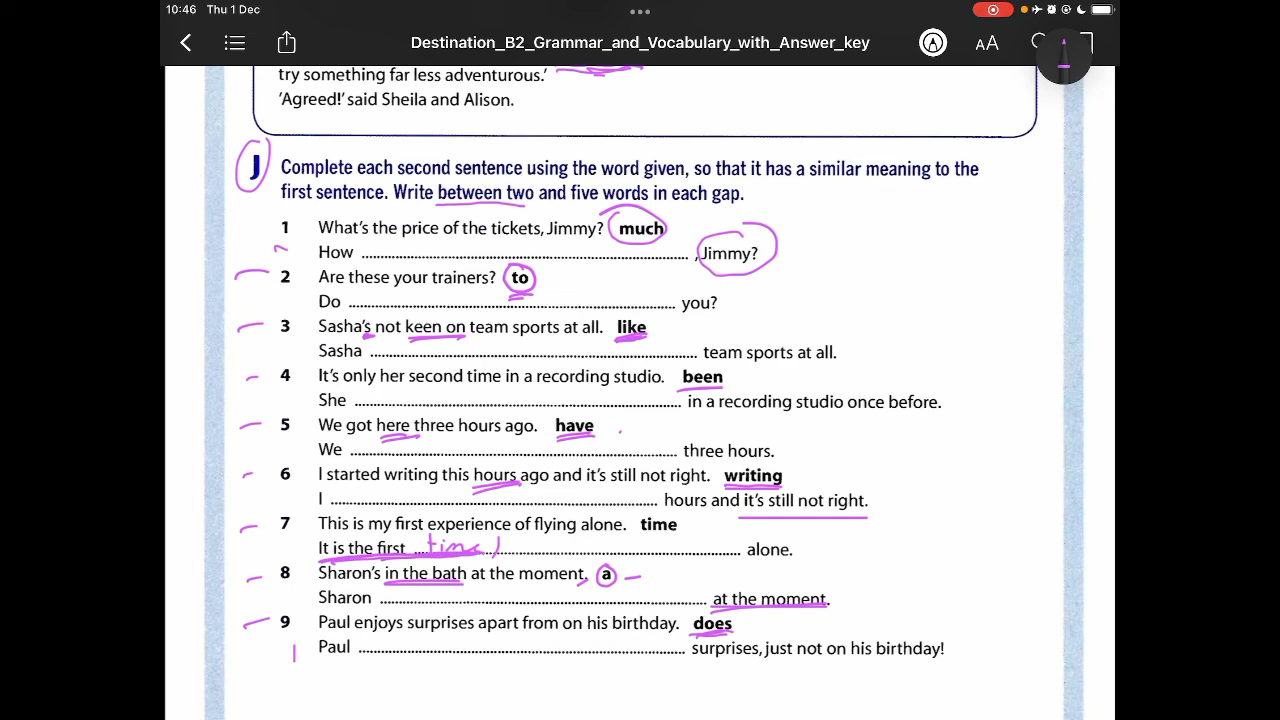 10:46 Thu 1 Dec
Destination_B2_Grammar_and_Vocabulary_with_Answer_key
AA
try something far less adventurous.'
'Agreed!' said Sheila and Alison.
J Complete each second sentence using the word given, so that it has a similar meaning to the
first sentence. Write between two and five words in each gap.
1 What's the price of the tickets, Jimmy? much
How ................................ , Jimmy?
2 Are these your trainers? to
Do ................................ you?
3 Sasha's not keen on team sports at all. like
Sasha ................................ team sports at all.
4 It's only her second time in a recording studio. been
She ................................ in a recording studio once before.
5 We got here three hours ago. have
We ................................ three hours.
6 I started writing this hours ago and it's still not right. writing
I ................................ hours and it's still not right.
7 This is my first experience of flying alone. time
It is the first .... time I ................................ alone.
8 Sharon's in the bath at the moment. a
Sharon ................................ at the moment.
9 Paul enjoys surprises apart from on his birthday. does
Paul ................................ surprises, just not on his birthday!